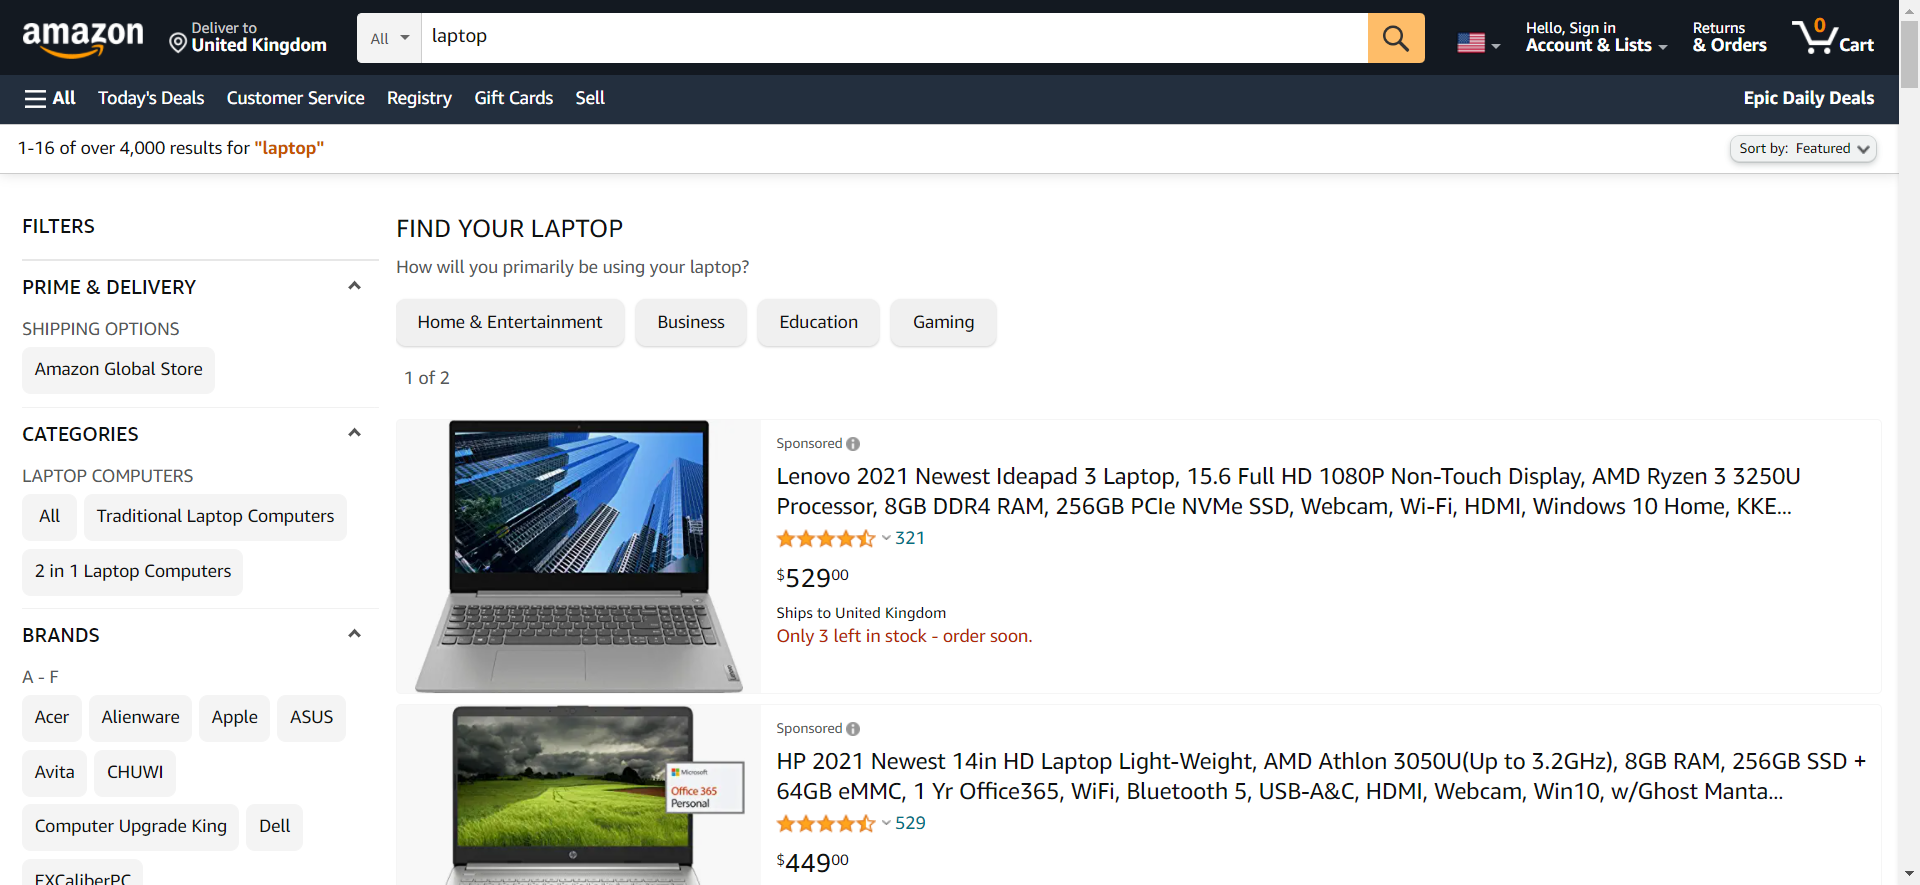 amazon
Deliver to
United Kingdom
All
laptop
Hello, Sign in
Account & Lists
Returns
& Orders
0
Cart
All
Today's Deals
Customer Service
Registry
Gift Cards
Sell
Epic Daily Deals
1-16 of over 4,000 results for "laptop"
Sort by: Featured
FILTERS
PRIME & DELIVERY
SHIPPING OPTIONS
Amazon Global Store
CATEGORIES
LAPTOP COMPUTERS
All
Traditional Laptop Computers
2 in 1 Laptop Computers
BRANDS
A - F
Acer
Alienware
Apple
ASUS
Avita
CHUWI
Computer Upgrade King
Dell
EXCaliberPC
FIND YOUR LAPTOP
How will you primarily be using your laptop?
Home & Entertainment
Business
Education
Gaming
1 of 2
Sponsored
Lenovo 2021 Newest Ideapad 3 Laptop, 15.6 Full HD 1080P Non-Touch Display, AMD Ryzen 3 3250U
Processor, 8GB DDR4 RAM, 256GB PCIe NVMe SSD, Webcam, Wi-Fi, HDMI, Windows 10 Home, KKE...
321
$52900
Ships to United Kingdom
Only 3 left in stock - order soon.
Lenovo
Sponsored
HP 2021 Newest 14in HD Laptop Light-Weight, AMD Athlon 3050U(Up to 3.2GHz), 8GB RAM, 256GB SSD +
64GB eMMC, 1 Yr Office365, WiFi, Bluetooth 5, USB-A&C, HDMI, Webcam, Win10, w/Ghost Manta...
529
$44900
Microsoft
Office 365
Personal
hp